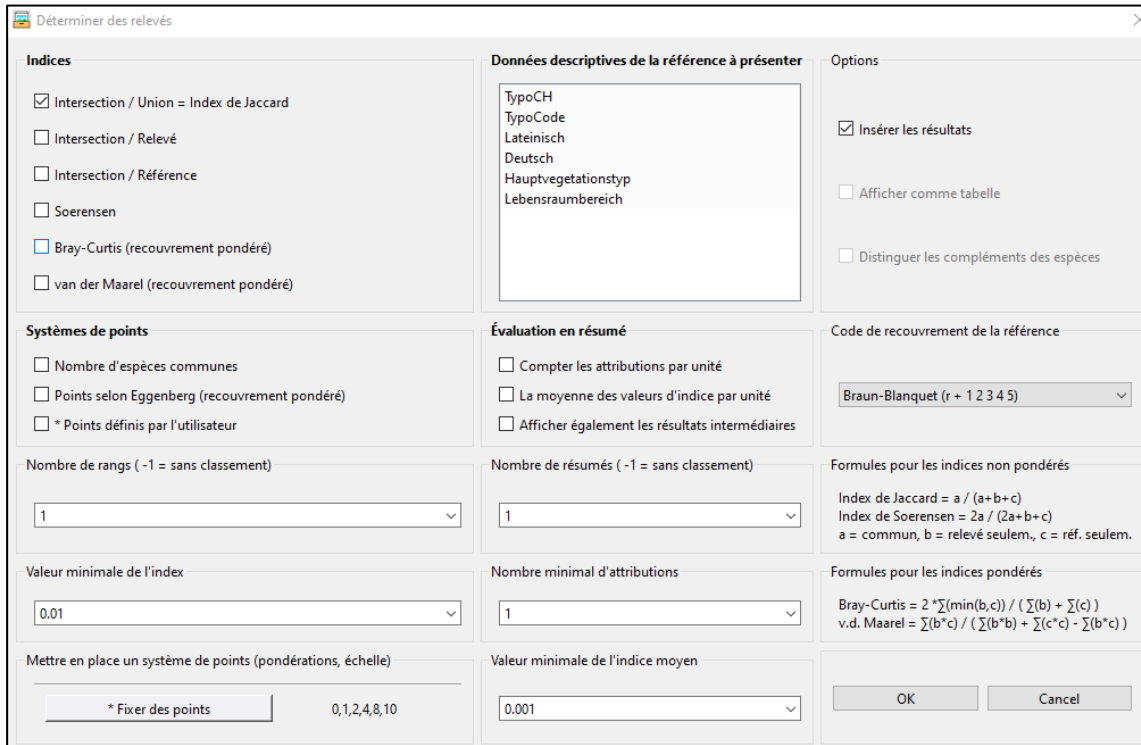 Déterminer des relevés
Indices
Intersection / Union = Index de Jaccard
Intersection / Relevé
Intersection / Référence
Soerensen
Bray-Curtis (recouvrement pondéré)
van der Maarel (recouvrement pondéré)
Données descriptives de la référence à présenter
TypoCH
TypoCode
Lateinisch
Deutsch
Hauptvegetationstyp
Lebensraumbereich
Options
Insérer les résultats
Afficher comme tabelle
Distinguer les compléments des espèces
Systèmes de points
Nombre d'espèces communes
Points selon Eggenberg (recouvrement pondéré)
* Points définis par l'utilisateur
Évaluation en résumé
Compter les attributions par unité
La moyenne des valeurs d'indice par unité
Afficher également les résultats intermédiaires
Code de recouvrement de la référence
Braun-Blanquet (r + 1 2 3 4 5)
Nombre de rangs ( -1 = sans classement)
1
Nombre de résumés ( -1 = sans classement)
1
Formules pour les indices non pondérés
Index de Jaccard = a / (a+b+c)
Index de Soerensen = 2a / (2a+b+c)
a = commun, b = relevé seulem., c = réf. seulem.
Valeur minimale de l'index
0.01
Nombre minimal d'attributions
1
Formules pour les indices pondérés
Bray-Curtis = 2 *∑(min(b,c)) / ( ∑(b) + ∑(c) )
v.d. Maarel = ∑(b*c) / ( ∑(b*b) + ∑(c*c) - ∑(b*c) )
Mettre en place un système de points (pondérations, échelle)
* Fixer des points
0,1,2,4,8,10
Valeur minimale de l'indice moyen
0.001
OK
Cancel